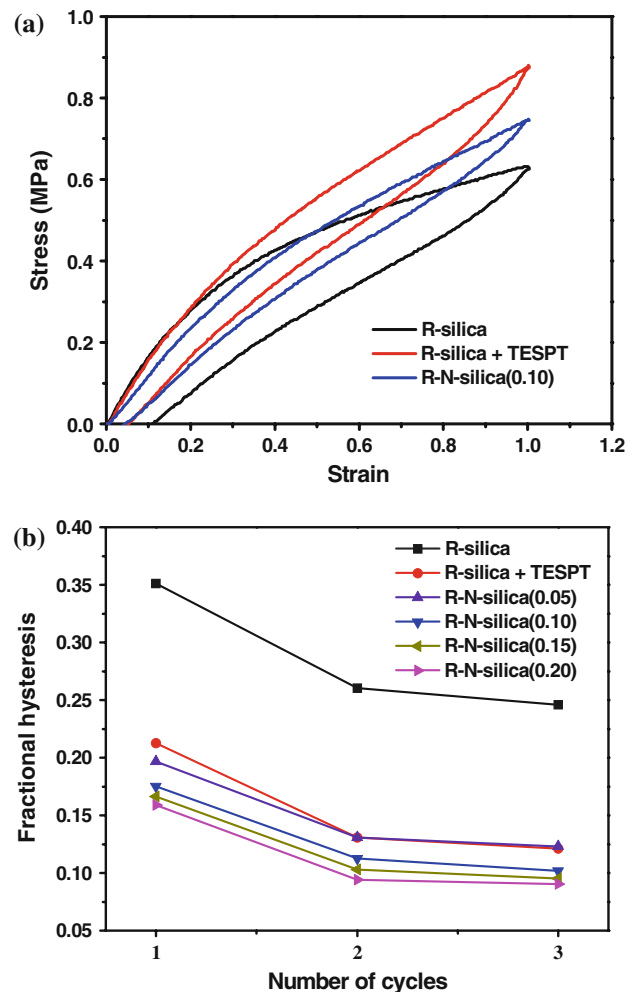 (a)
1.0
0.8
0.6
0.4
0.2
0.0
Stress (MPa)
R-silica
R-silica + TESPT
R-N-silica(0.10)
0.0 0.2 0.4 0.6 0.8 1.0 1.2
Strain
(b)
0.40
0.35
0.30
0.25
0.20
0.15
0.10
0.05
Fractional hysteresis
R-silica
R-silica + TESPT
R-N-silica(0.05)
R-N-silica(0.10)
R-N-silica(0.15)
R-N-silica(0.20)
1 2 3
Number of cycles